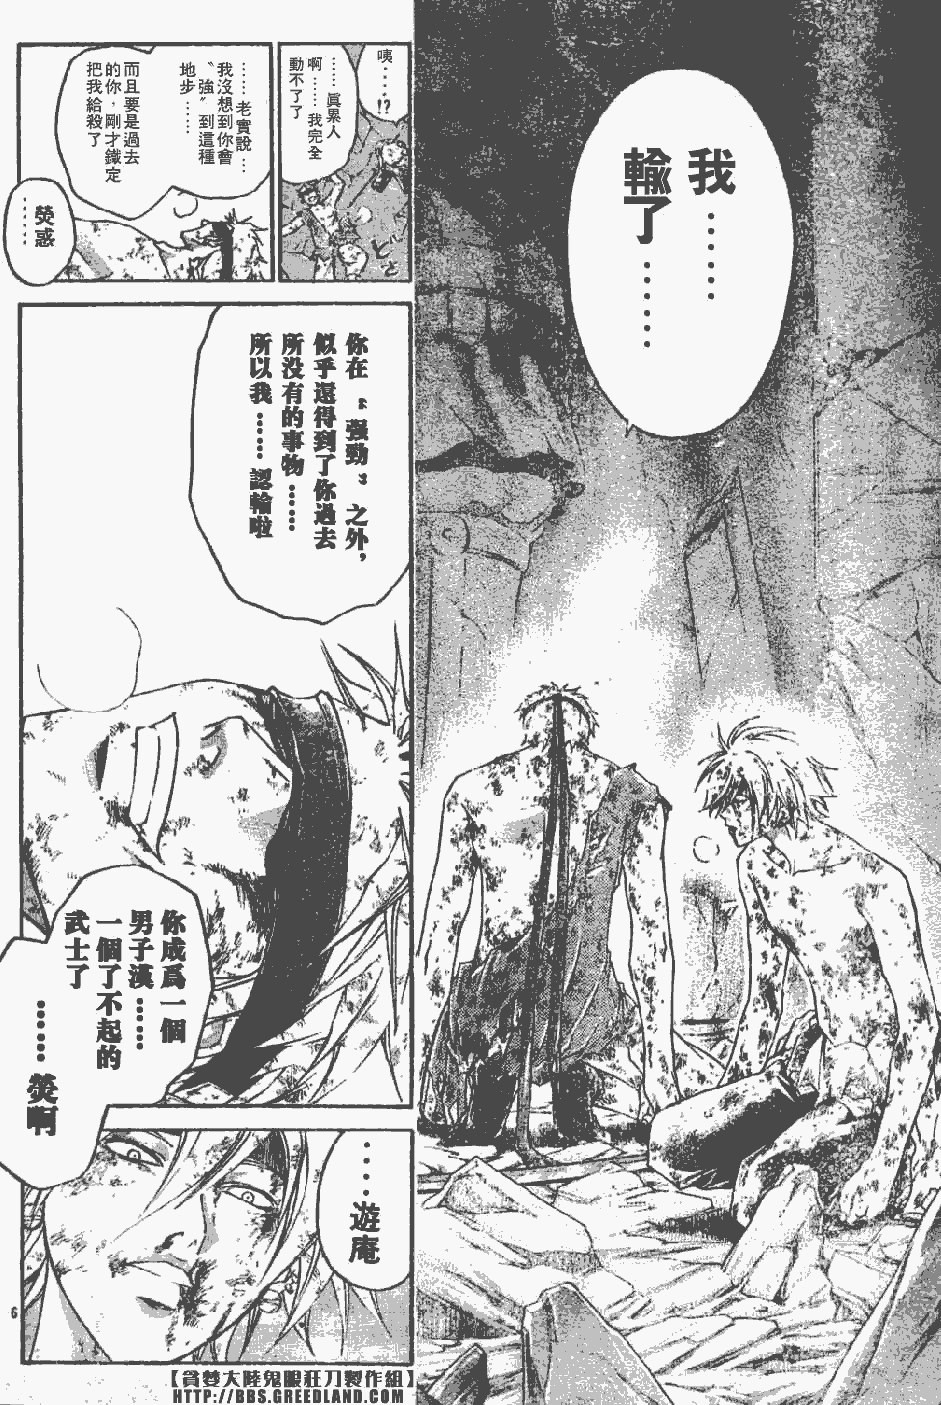 我……
輸了……
咦…!?
……真累人
啊……我完全
動不了了
……老實說…
我沒想到你會
〝強〞到這種
地步……
而且要是過去
的你，剛才鐵定
把我給殺了
熒惑
……
你在“强勁”之外，
似乎還得到了你過去
所没有的事物……
所以我……認輸啦
你成爲一個
男子漢……
一個了不起的
武士了
……熒啊
…‥遊庵
6
【貪婪大陸鬼眼狂刀製作組】
HTTP://BBS.GREEDLAND.COM